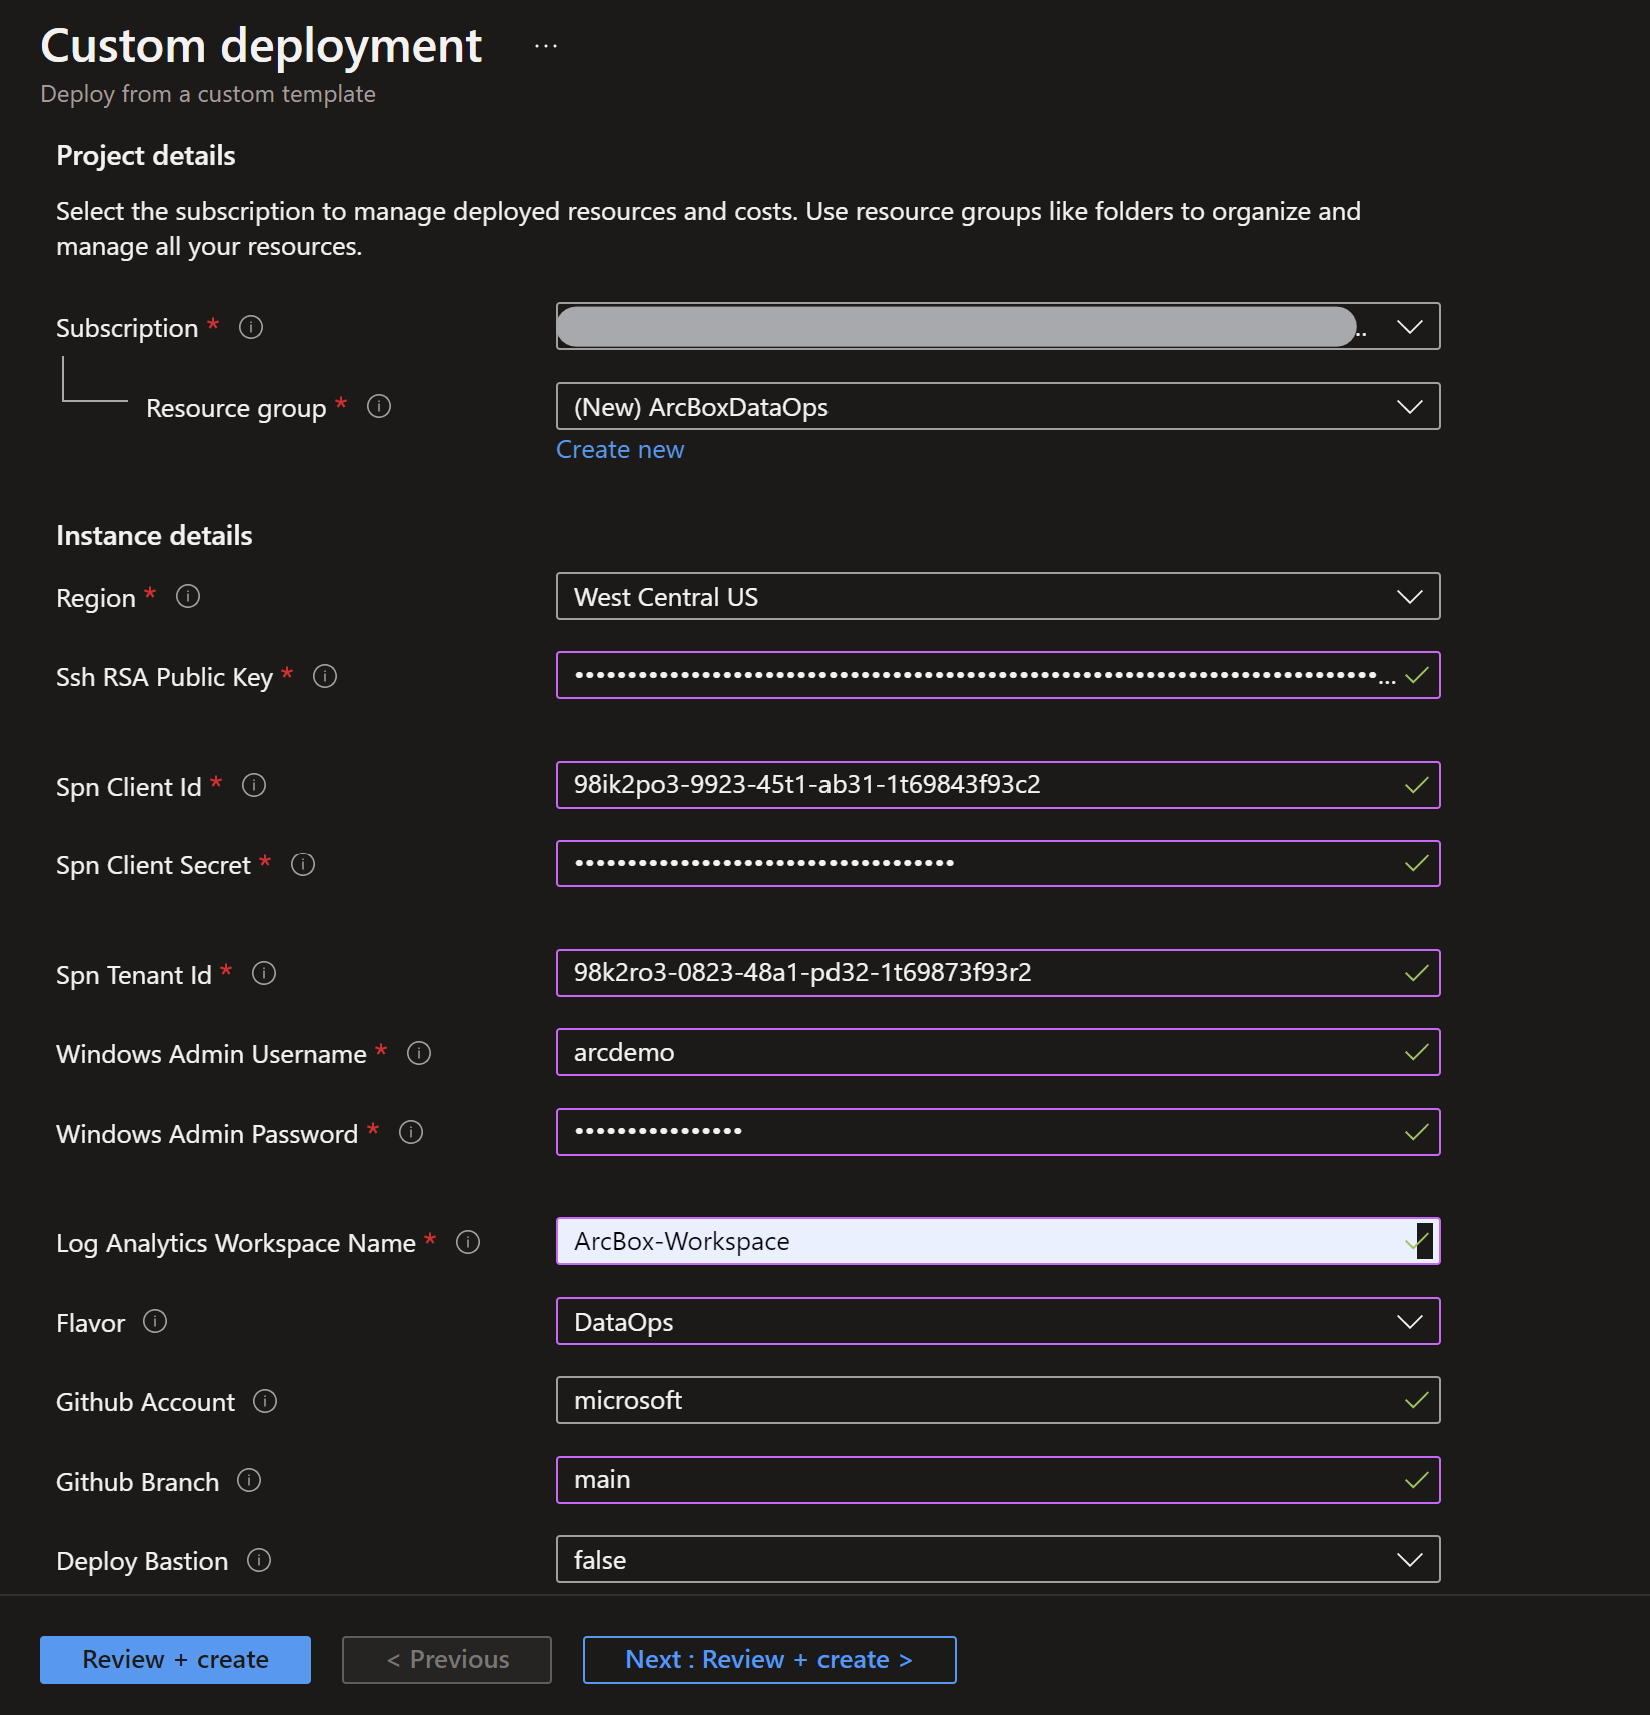 Custom deployment ...
Deploy from a custom template
Project details
Select the subscription to manage deployed resources and costs. Use resource groups like folders to organize and
manage all your resources.
Subscription *
..
Resource group *
(New) ArcBoxDataOps
Create new
Instance details
Region *
West Central US
Ssh RSA Public Key *
...
Spn Client Id *
98ik2po3-9923-45t1-ab31-1t69843f93c2
Spn Client Secret *
Spn Tenant Id *
98k2ro3-0823-48a1-pd32-1t69873f93r2
Windows Admin Username *
arcdemo
Windows Admin Password *
Log Analytics Workspace Name *
ArcBox-Workspace
Flavor
DataOps
Github Account
microsoft
Github Branch
main
Deploy Bastion
false
Review + create
< Previous
Next : Review + create >